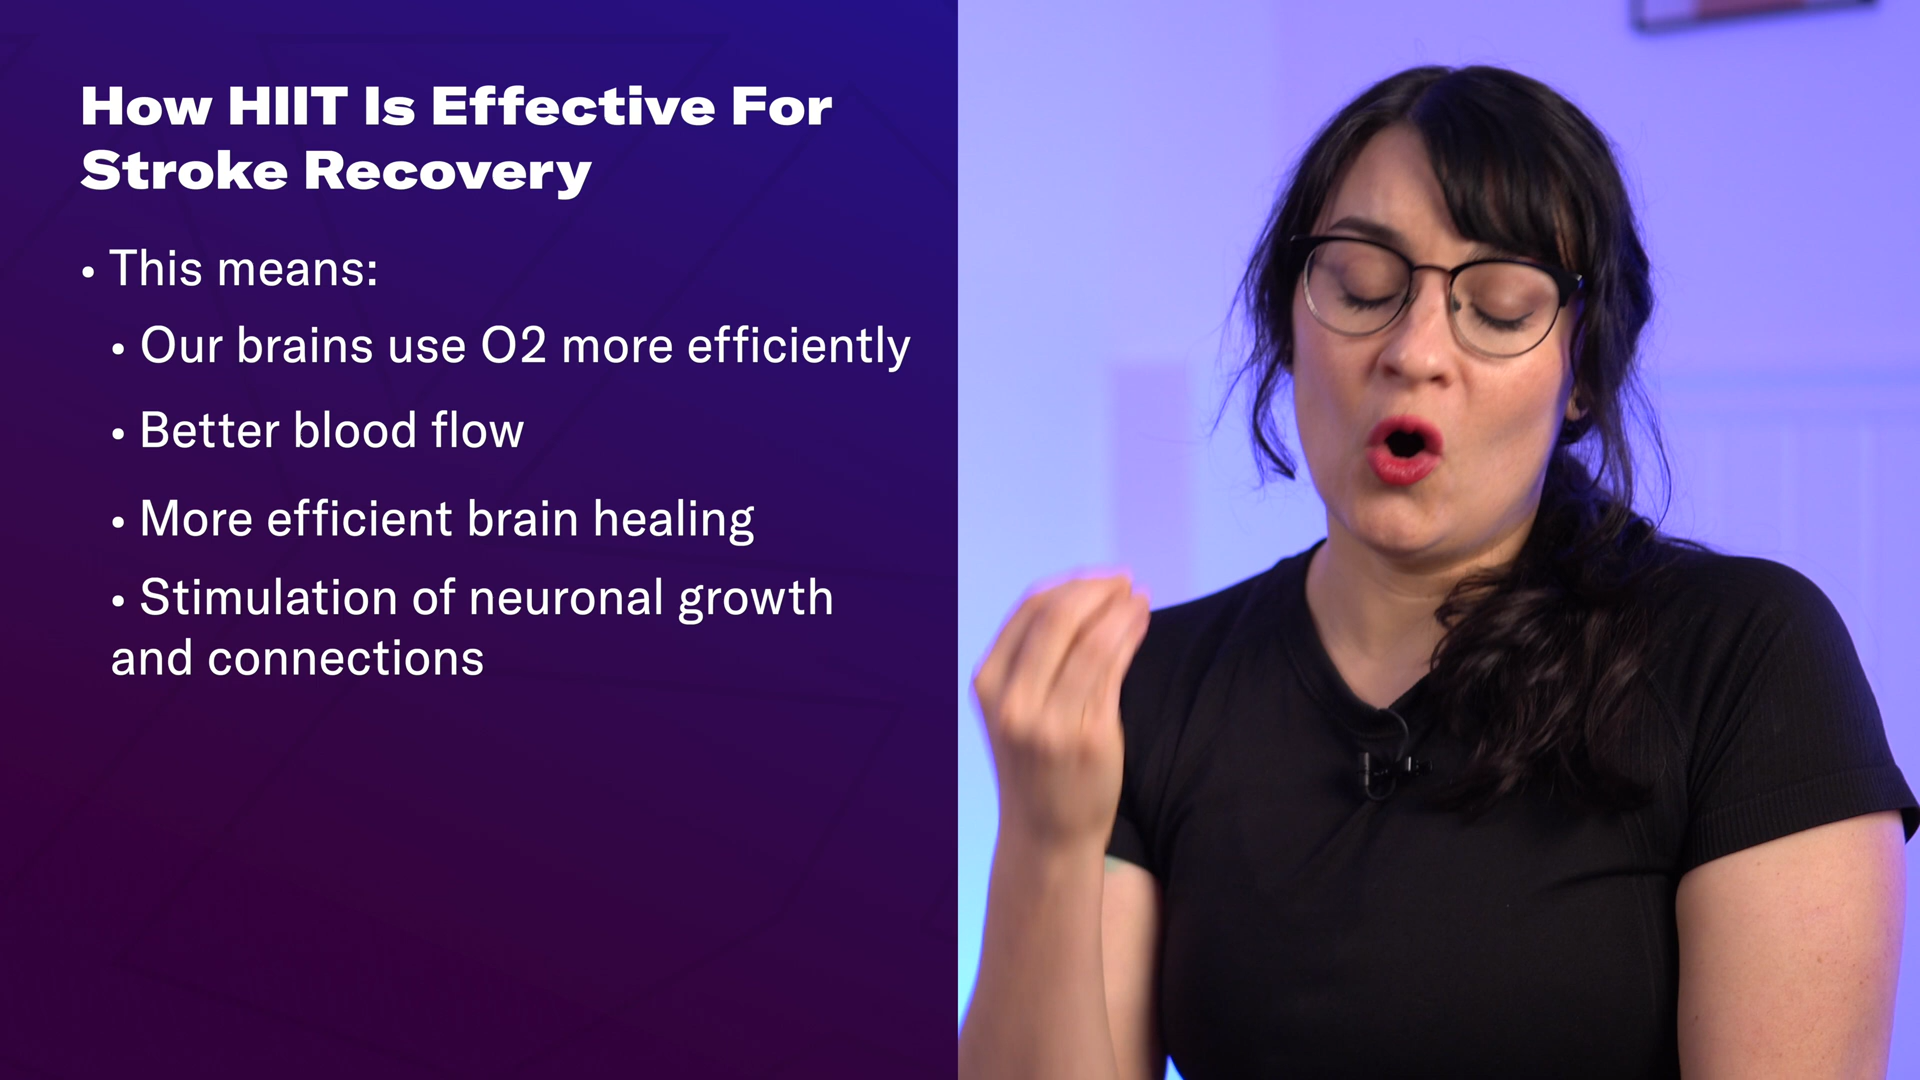 How HIIT Is Effective For
Stroke Recovery
• This means:
• Our brains use O2 more efficiently
• Better blood flow
• More efficient brain healing
• Stimulation of neuronal growth
and connections